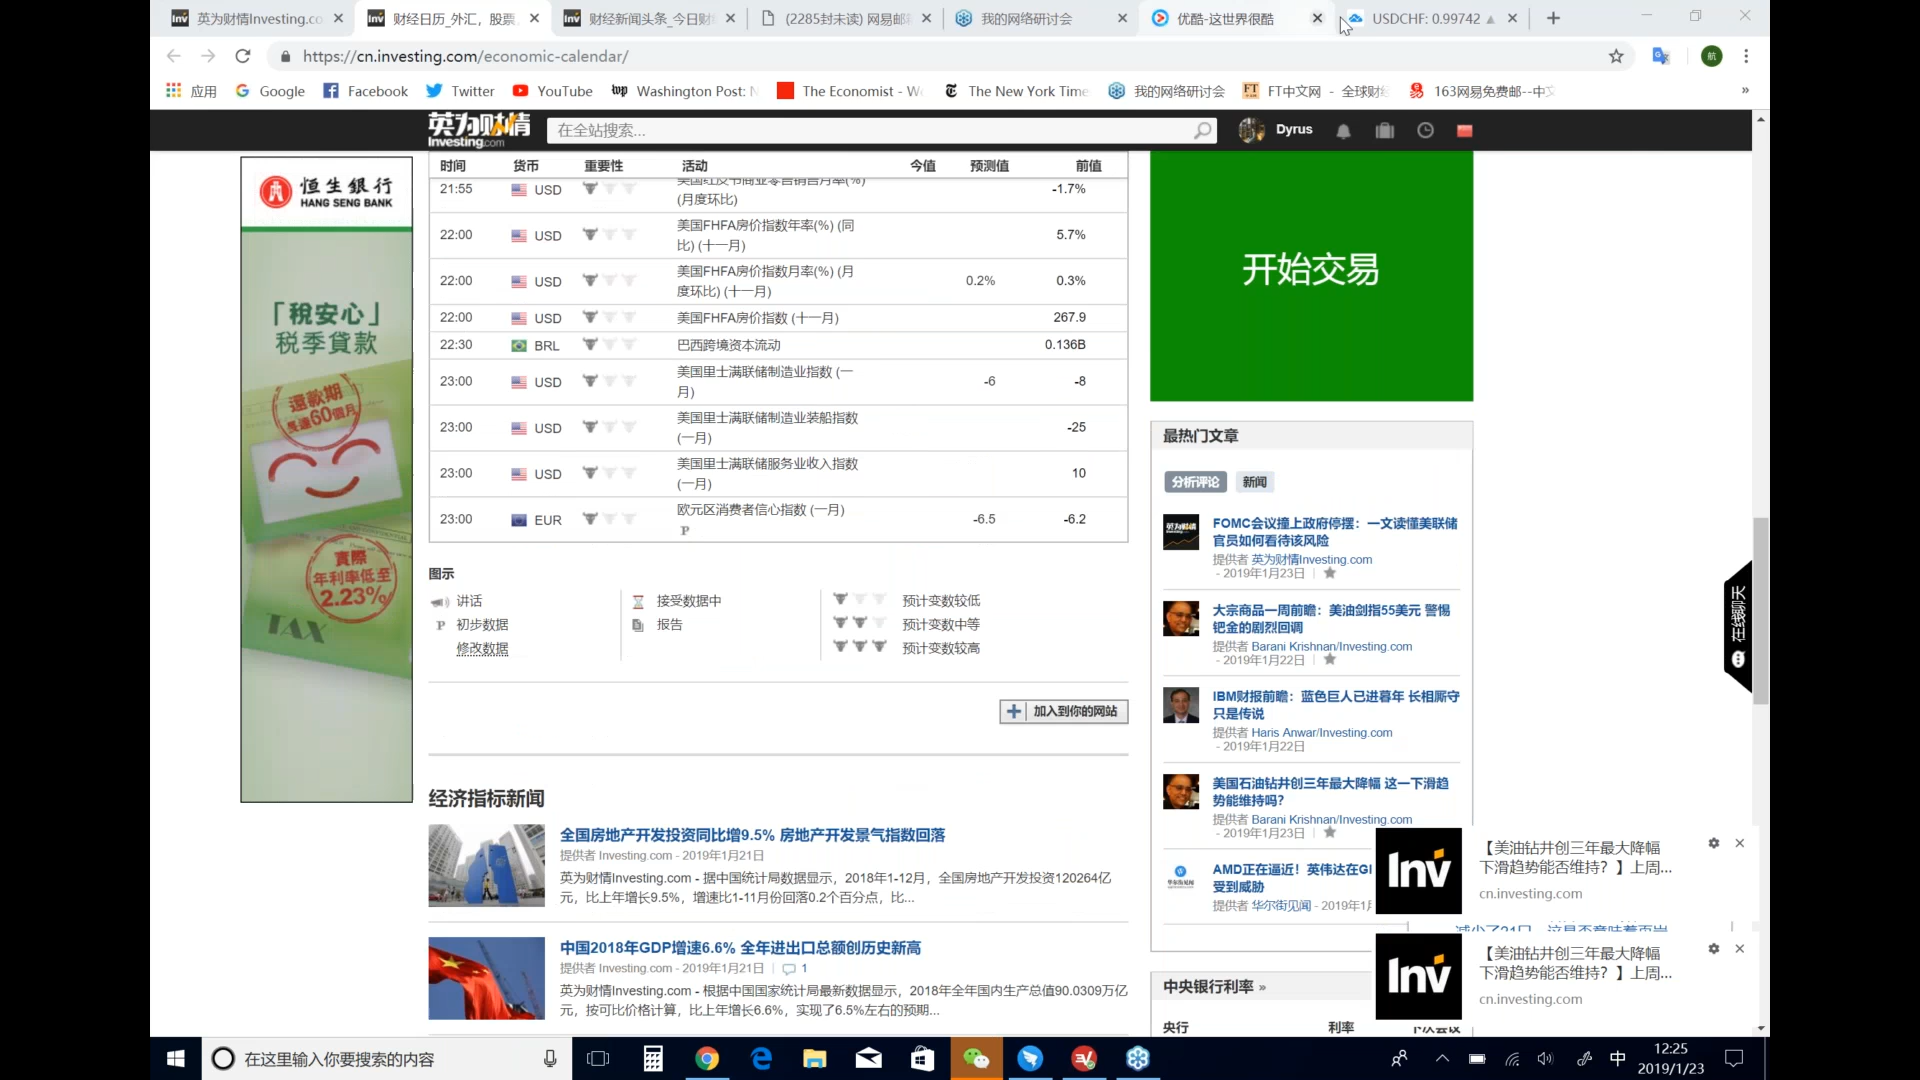 英为财情Investing.co
财经日历_外汇，股票
财经新闻头条_今日财
(2285封未读) 网易邮
我的网络研讨会
优酷-这世界很酷
USDCHF: 0.99742
https://cn.investing.com/economic-calendar/
航
应用
Google
Facebook
Twitter
YouTube
wp
Washington Post: N
The Economist - W
The New York Time
我的网络研讨会
FT中文网 - 全球财经
163网易免费邮--中文
»
英为财情
Investing.com
在全站搜索...
Dyrus
恒生銀行
HANG SENG BANK
「稅安心」
税季貸款
還款期
長達60個月
實際
年利率低至
2.23%
TAX
时间 货币 重要性 活动 今值 预测值 前值
21:55 USD 美国红皮书商业零售销售月率(%)
(月度环比) -1.7%
22:00 USD 美国FHFA房价指数年率(%) (同
比) (十一月) 5.7%
22:00 USD 美国FHFA房价指数月率(%) (月
度环比) (十一月) 0.2% 0.3%
22:00 USD 美国FHFA房价指数 (十一月) 267.9
22:30 BRL 巴西跨境资本流动 0.136B
23:00 USD 美国里士满联储制造业指数 (一
月) -6 -8
23:00 USD 美国里士满联储制造业装船指数
(一月) -25
23:00 USD 美国里士满联储服务业收入指数
(一月) 10
23:00 EUR 欧元区消费者信心指数 (一月)
P -6.5 -6.2
图示
讲话
P 初步数据
修改数据
接受数据中
报告
预计变数较低
预计变数中等
预计变数较高
加入到你的网站
经济指标新闻
全国房地产开发投资同比增9.5% 房地产开发景气指数回落
提供者 Investing.com - 2019年1月21日
英为财情Investing.com - 据中国统计局数据显示，2018年1-12月，全国房地产开发投资120264亿
元，比上年增长9.5%，增速比1-11月份回落0.2个百分点，比...
中国2018年GDP增速6.6% 全年进出口总额创历史新高
提供者 Investing.com - 2019年1月21日 1
英为财情Investing.com - 根据中国国家统计局最新数据显示，2018年全年国内生产总值90.0309万亿
元，按可比价格计算，比上年增长6.6%，实现了6.5%左右的预期...
开始交易
最热门文章
分析评论 新闻
英为财情
FOMC会议撞上政府停摆：一文读懂美联储
官员如何看待该风险
提供者 英为财情Investing.com
- 2019年1月23日
大宗商品一周前瞻：美油剑指55美元 警惕
钯金的剧烈回调
提供者 Barani Krishnan/Investing.com
- 2019年1月22日
IBM财报前瞻：蓝色巨人已进暮年 长相厮守
只是传说
提供者 Haris Anwar/Investing.com
- 2019年1月22日
美国石油钻井创三年最大降幅 这一下滑趋
势能维持吗?
提供者 Barani Krishnan/Investing.com
- 2019年1月23日
华尔街见闻
AMD正在逼近！英伟达在GI
受到威胁
提供者 华尔街见闻 - 2019年1月
中央银行利率 »
央行 利率 下次会议
在线聊天
Inv
【美油钻井创三年最大降幅
下滑趋势能否维持？】上周...
cn.investing.com
Inv
【美油钻井创三年最大降幅
下滑趋势能否维持？】上周...
cn.investing.com
在这里输入你要搜索的内容
中
12:25
2019/1/23